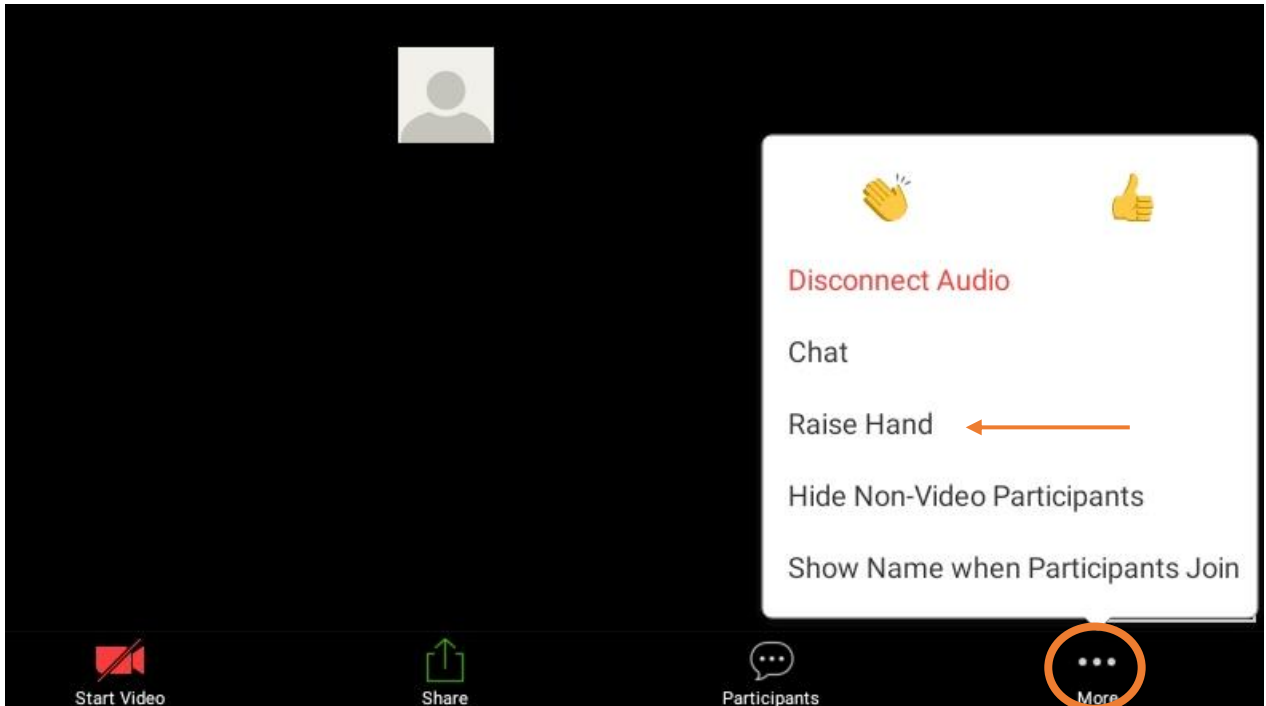 Disconnect Audio
Chat
Raise Hand
Hide Non-Video Participants
Show Name when Participants Join
Start Video
Share
Participants
More